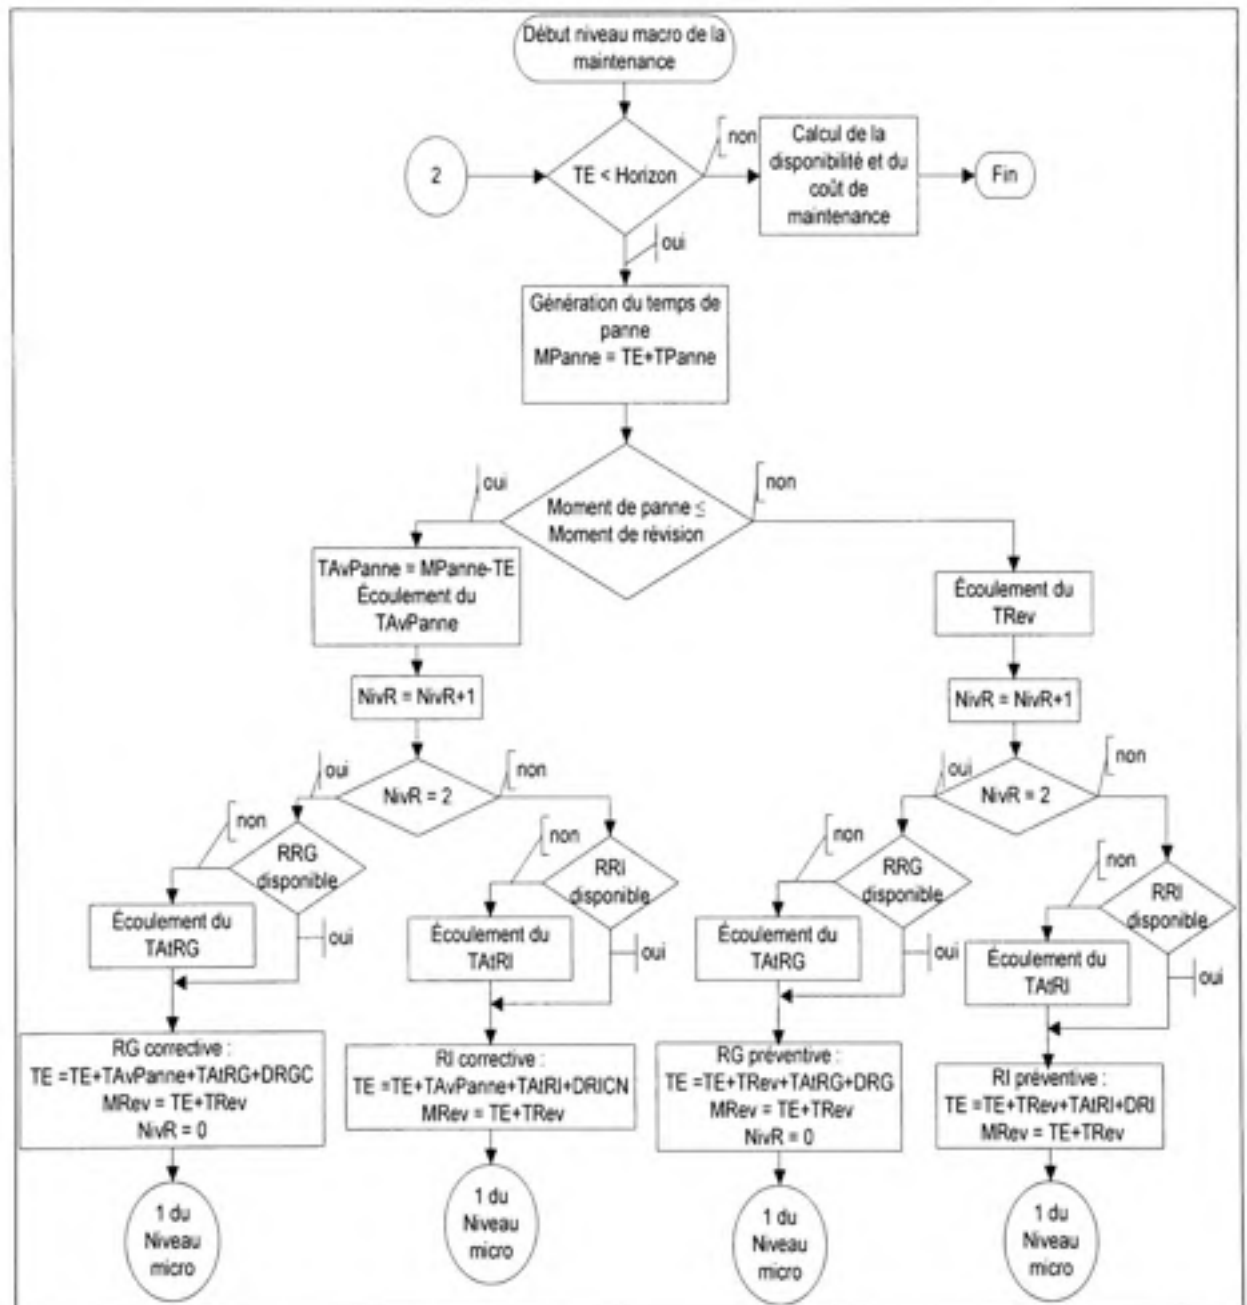 Début niveau macro de la
maintenance
2
TE < Horizon
non
Calcul de la
disponibilité et du
coût de
maintenance
Fin
oui
Génération du temps de
panne
MPanne = TE+TPanne
oui
Moment de panne ≤
Moment de révision
non
TAvPanne = MPanne-TE
Écoulement du
TAvPanne
Écoulement du
TRev
NivR = NivR+1
NivR = NivR+1
oui
NivR = 2
non
oui
NivR = 2
non
non
RRG
disponible
oui
non
RRI
disponible
oui
non
RRG
disponible
oui
non
RRI
disponible
oui
Écoulement du
TAtRG
Écoulement du
TAtRI
Écoulement du
TAtRG
Écoulement du
TAtRI
RG corrective :
TE =TE+TAvPanne+TAtRG+DRGC
MRev = TE+TRev
NivR = 0
RI corrective :
TE =TE+TAvPanne+TAtRI+DRICN
MRev = TE+TRev
RG préventive :
TE =TE+TRev+TAtRG+DRG
MRev = TE+TRev
NivR = 0
RI préventive :
TE =TE+TRev+TAtRI+DRI
MRev = TE+TRev
1 du
Niveau
micro
1 du
Niveau
micro
1 du
Niveau
micro
1 du
Niveau
micro